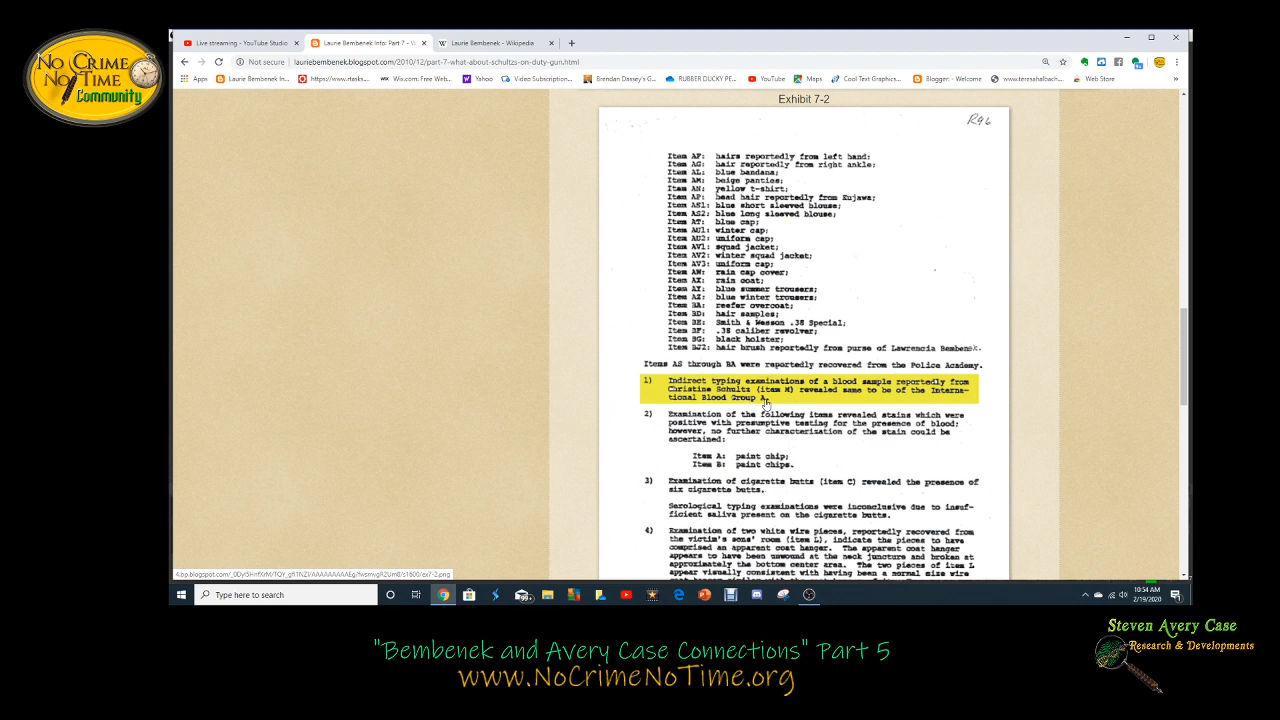 No CRIME
No TIME
Community
Live streaming - YouTube Studio
Laurie Bembenek Info: Part 7 - W
Laurie Bembenek - Wikipedia
Not secure
lauriebembenek.blogspot.com/2010/12/part-7-what-about-schultzs-on-duty-gun.html
Apps
Laurie Bembenek In...
https://www.rtasks...
Wix.com: Free Web...
Yahoo
Video Subscription...
Brendan Dassey's G...
RUBBER DUCKY PE...
YouTube
Maps
Cool Text Graphics...
Blogger: - Welcome
www.teresahalbach...
Web Store
Exhibit 7-2
R96
Item AF: hairs reportedly from left hand;
Item AG: hair reportedly from right ankle;
Item AL: blue bandana;
Item AM: beige panties;
Item AN: yellow t-shirt;
Item AP: head hair reportedly from Kujawa;
Item AS1: blue short sleeved blouse;
Item AS2: blue long sleeved blouse;
Item AT: blue cap;
Item AU1: winter cap;
Item AU2: uniform cap;
Item AV1: squad jacket;
Item AV2: winter squad jacket;
Item AV3: uniform cap;
Item AW: rain cap cover;
Item AX: rain coat;
Item AY: blue summer trousers;
Item AZ: blue winter trousers;
Item BA: reefer overcoat;
Item BD: hair samples;
Item BE: Smith & Wesson .38 Special;
Item BF: .38 caliber revolver;
Item BG: black holster;
Item BJ2: hair brush reportedly from purse of Lawrencia Bembenek.
Items AS through BA were reportedly recovered from the Police Academy.
1) Indirect typing examinations of a blood sample reportedly from
Christine Schultz (item M) revealed same to be of the Interna-
tional Blood Group A.
2) Examination of the following items revealed stains which were
positive with presumptive testing for the presence of blood;
however, no further characterization of the stain could be
ascertained:
Item A: paint chip;
Item B: paint chips.
3) Examination of cigarette butts (item C) revealed the presence of
six cigarette butts.
Serological typing examinations were inconclusive due to insuf-
ficient saliva present on the cigarette butts.
4) Examination of two white wire pieces, reportedly recovered from
the victim's sons' room (item L), indicate the pieces to have
comprised an apparent coat hanger. The apparent coat hanger
appears to have been unwound at the neck juncture and broken at
approximately the bottom center area. The two pieces of item L
appear visually consistent with having been a normal size wire
Type here to search
99+
10:54 AM
2/19/2020
"Bembenek and Avery Case Connections" Part 5
www.NoCrimeNoTime.org
Steven Avery Case
Research & Developments